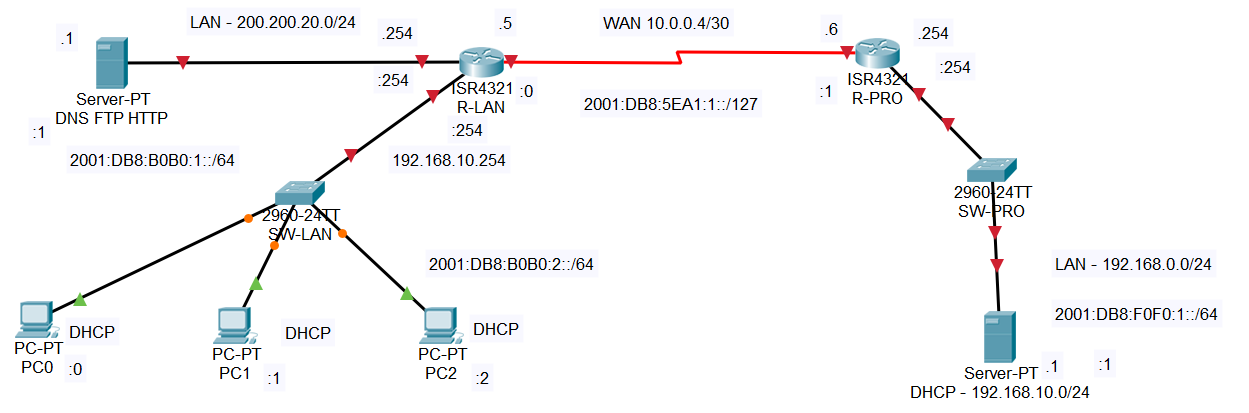 LAN - 200.200.20.0/24
.5
WAN 10.0.0.4/30
.1
.254
.6
.254
:254
:254
ISR4321
R-LAN
:0
ISR4321
R-PRO
:1
Server-PT
DNS FTP HTTP
2001:DB8:5EA1:1::/127
:1
:254
2001:DB8:B0B0:1::/64
192.168.10.254
2960-24TT
SW-LAN
2960-24TT
SW-PRO
2001:DB8:B0B0:2::/64
LAN - 192.168.0.0/24
2001:DB8:F0F0:1::/64
DHCP
PC-PT
PC0
:0
DHCP
PC-PT
PC1
:1
DHCP
PC-PT
PC2
:2
Server-PT
.1
:1
DHCP - 192.168.10.0/24